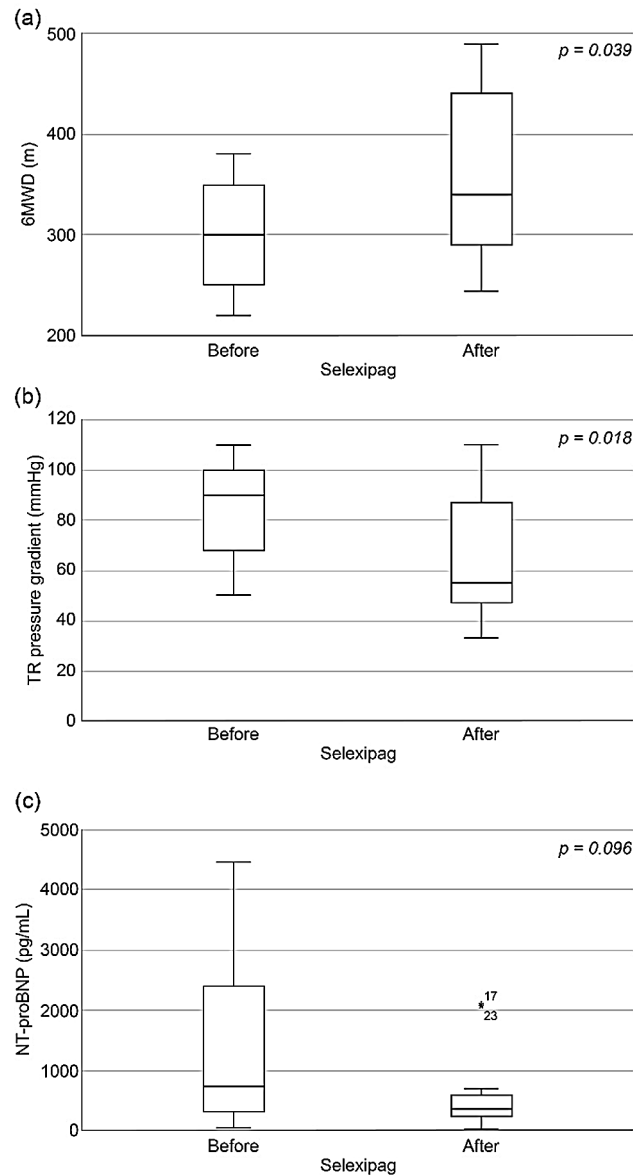 (a)
500
400
300
200
6MWD (m)
p = 0.039
Before
After
Selexipag
(b)
120
100
80
60
40
20
0
TR pressure gradient (mmHg)
p = 0.018
Before
After
Selexipag
(c)
5000
4000
3000
2000
1000
0
NT-proBNP (pg/mL)
p = 0.096
*17
23
Before
After
Selexipag